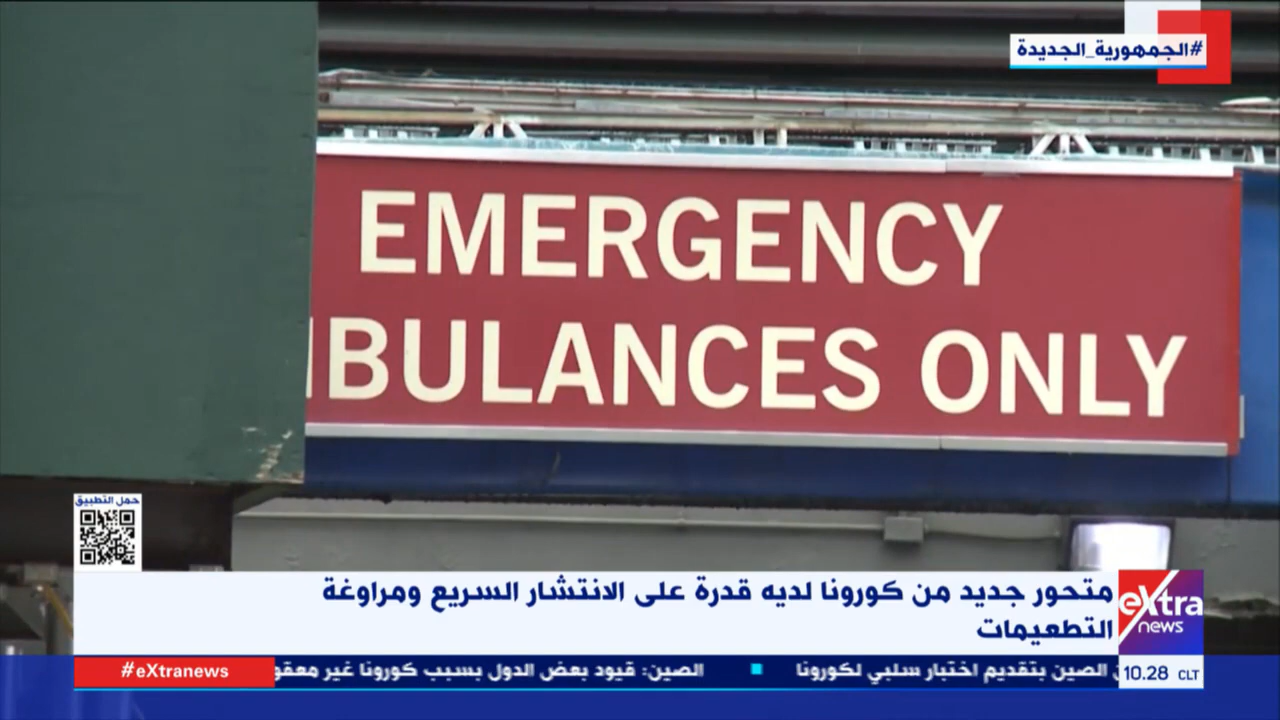 #الجمهورية_الجديدة
EMERGENCY
BULANCES ONLY
حمل التطبيق
متحور جديد من كورونا لديه قدرة على الانتشار السريع ومراوغة
التطعيمات
eXtra
news
#eXtranews
الصين بتقديم اختبار سلبي لكورونا ■ الصين: قيود بعض الدول بسبب كورونا غير
10.28 CLT